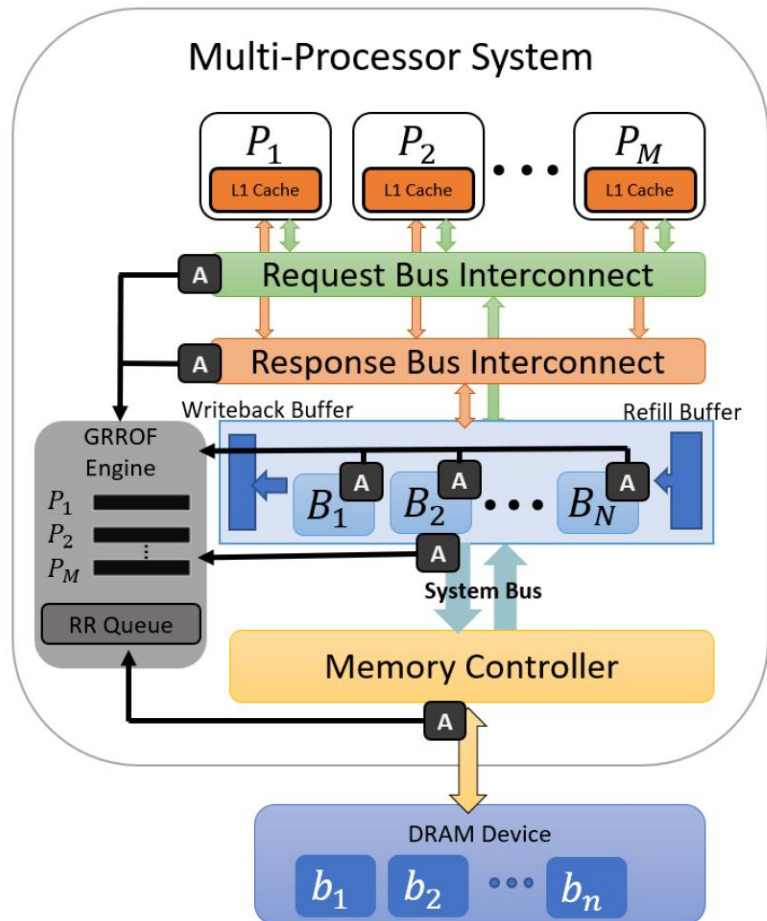 Multi-Processor System
P₁ P₂ ••• P_M
L1 Cache L1 Cache L1 Cache
A Request Bus Interconnect
A Response Bus Interconnect
Writeback Buffer Refill Buffer
GRROF
Engine
A A A
B₁ B₂ ••• B_N
P₁
P₂
⋮
P_M
A
System Bus
RR Queue
Memory Controller
A
DRAM Device
b₁ b₂ ••• bₙ